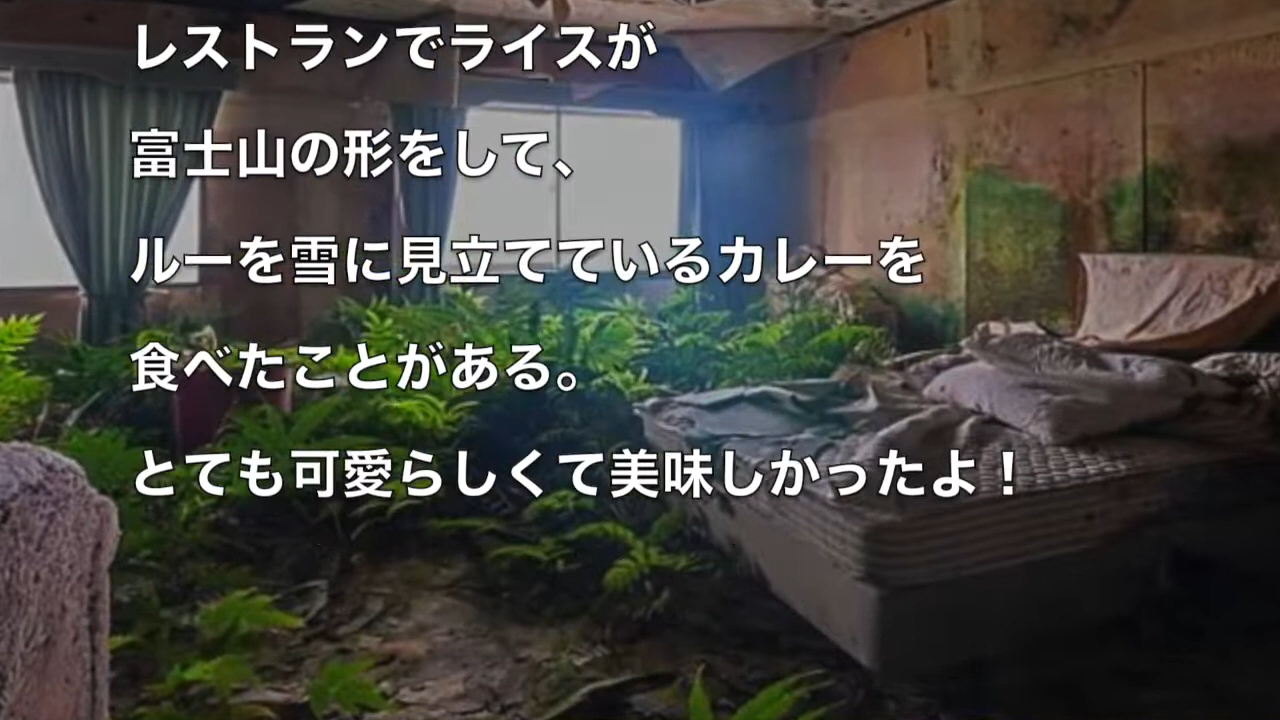 レストランでライスが
富士山の形をして、
ルーを雪に見立てているカレーを
食べたことがある。
とても可愛らしくて美味しかったよ！